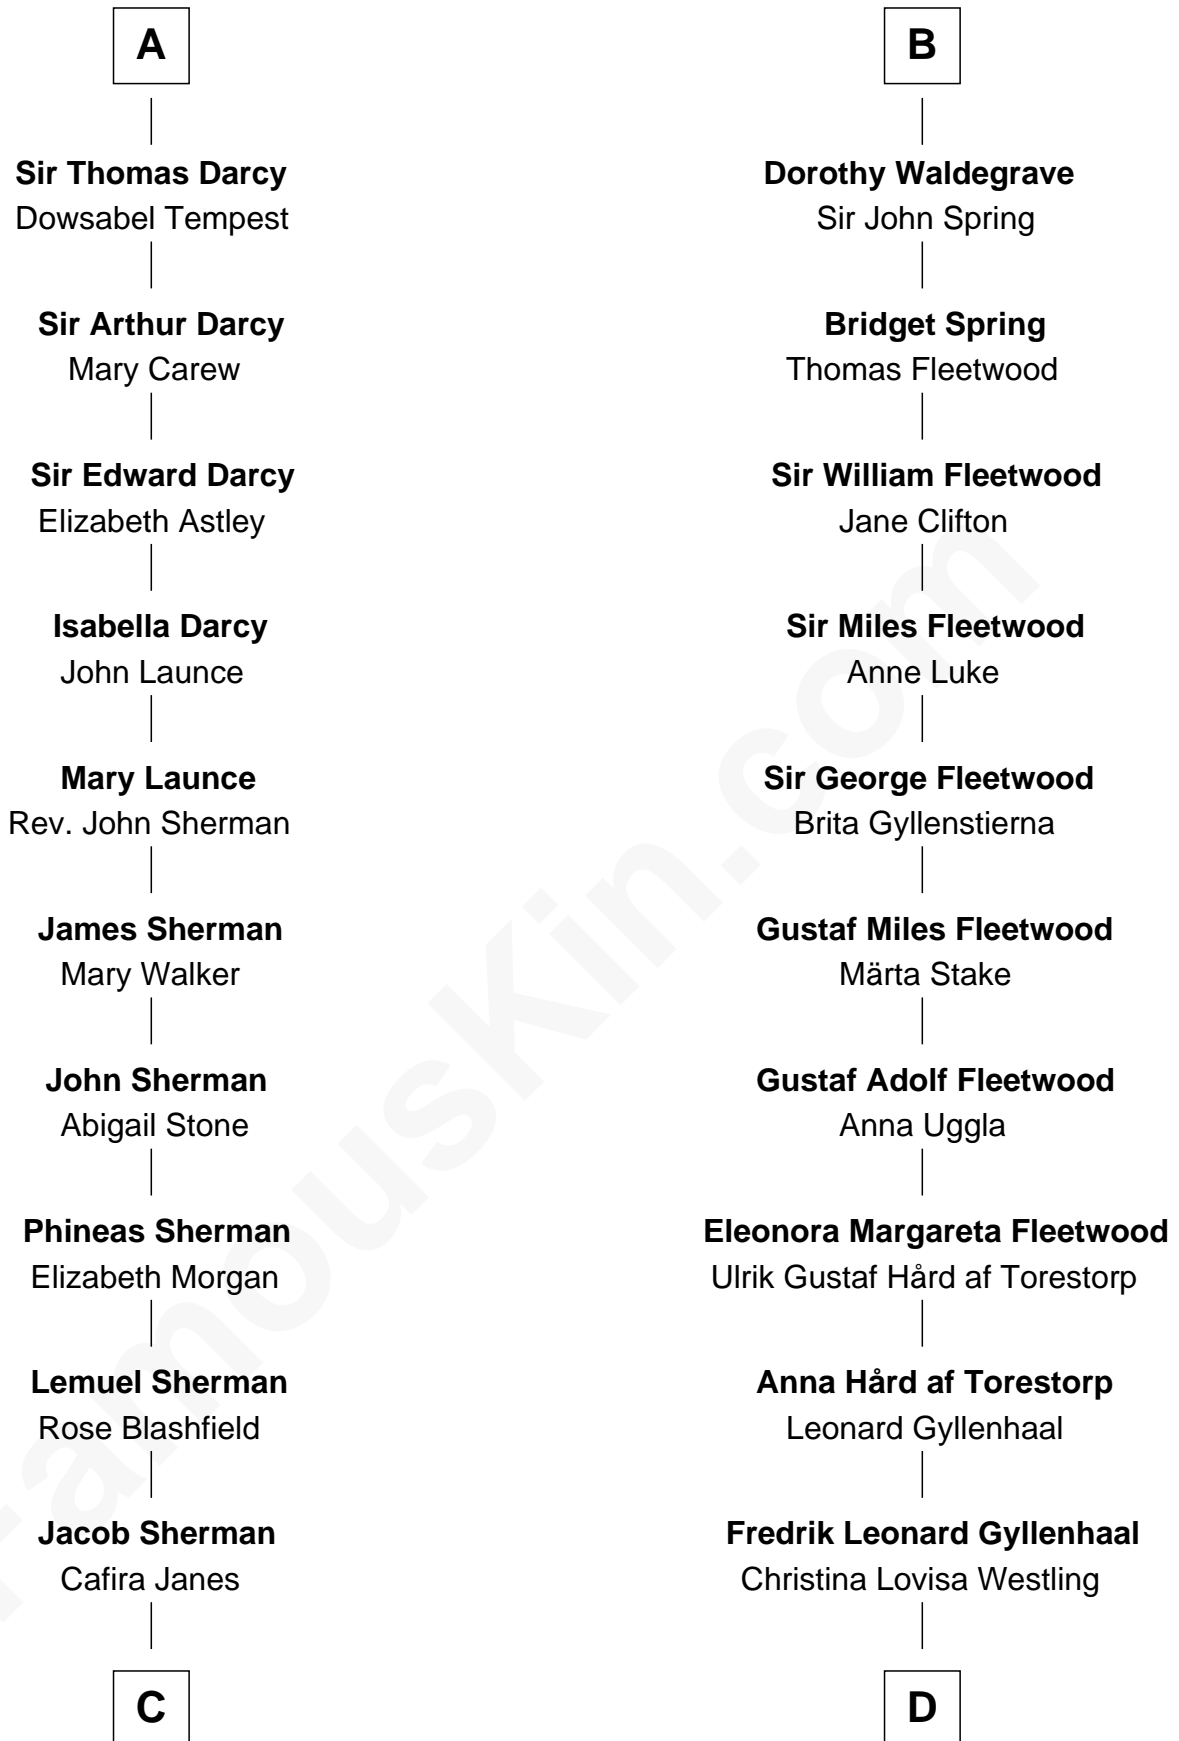 A
Sir Thomas Darcy
Dowsabel Tempest
Sir Arthur Darcy
Mary Carew
Sir Edward Darcy
Elizabeth Astley
Isabella Darcy
John Launce
Mary Launce
Rev. John Sherman
James Sherman
Mary Walker
John Sherman
Abigail Stone
Phineas Sherman
Elizabeth Morgan
Lemuel Sherman
Rose Blashfield
Jacob Sherman
Cafira Janes
C
B
Dorothy Waldegrave
Sir John Spring
Bridget Spring
Thomas Fleetwood
Sir William Fleetwood
Jane Clifton
Sir Miles Fleetwood
Anne Luke
Sir George Fleetwood
Brita Gyllenstierna
Gustaf Miles Fleetwood
Märta Stake
Gustaf Adolf Fleetwood
Anna Uggla
Eleonora Margareta Fleetwood
Ulrik Gustaf Hård af Torestorp
Anna Hård af Torestorp
Leonard Gyllenhaal
Fredrik Leonard Gyllenhaal
Christina Lovisa Westling
D
FamousKin.com